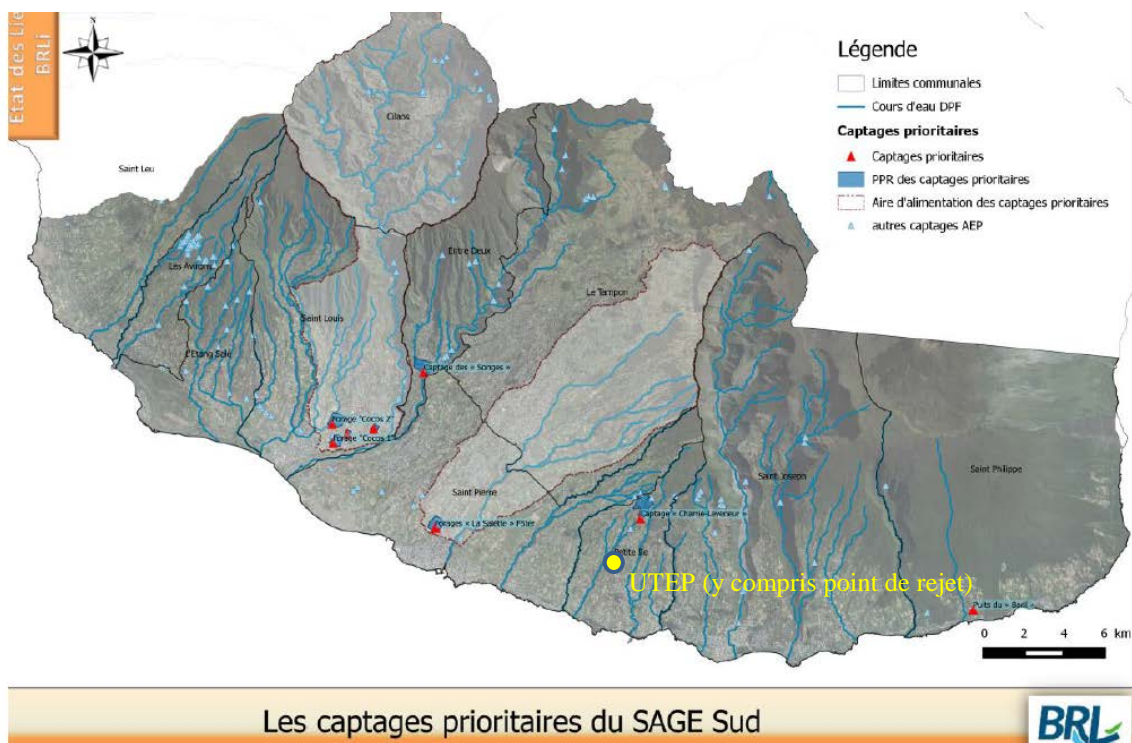 Etat des Lie
BRLi
Légende
Limites communales
Cours d'eau DPF
Captages prioritaires
Captages prioritaires
PPR des captages prioritaires
Aire d'alimentation des captages prioritaires
autres captages AEP
Cilaos
Saint Leu
Les Avirons
Entre Deux
Le Tampon
Saint Louis
L'Etang Salé
Captage des « Songes »
Forage "Cocos 2"
Forage "Cocos 1"
Saint Pierre
Saint Joseph
Saint Philippe
Captage « Charrié-Laveneur »
Forages « La Salette » Pater
Petite Ile
UTEP (y compris point de rejet)
Puits du « Baril »
0 2 4 6 km
Les captages prioritaires du SAGE Sud
BRL